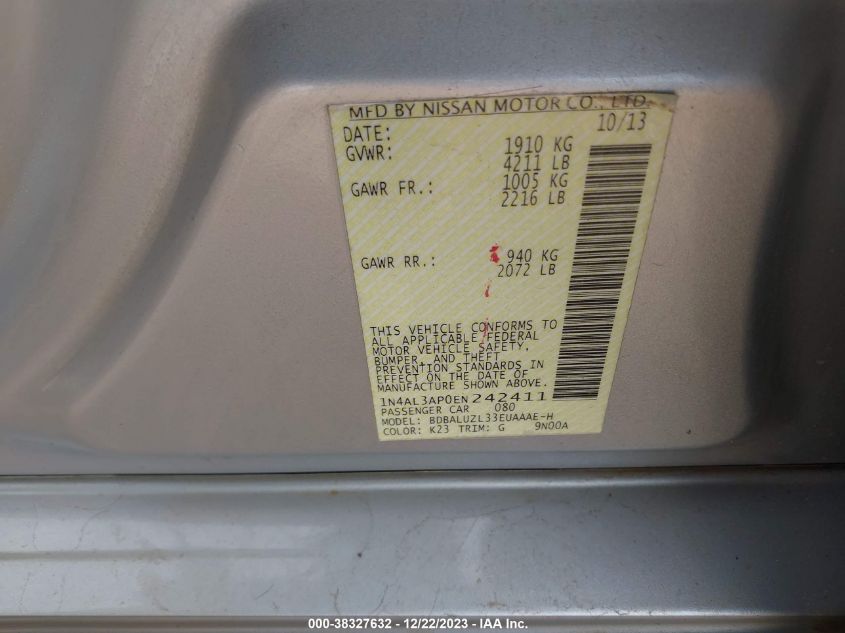 MFD BY NISSAN MOTOR CO., LTD.
DATE: 10/13
GVWR: 1910 KG
4211 LB
GAWR FR.: 1005 KG
2216 LB
GAWR RR.: 940 KG
2072 LB
THIS VEHICLE CONFORMS TO
ALL APPLICABLE FEDERAL
MOTOR VEHICLE SAFETY,
BUMPER, AND THEFT
PREVENTION STANDARDS IN
EFFECT ON THE DATE OF
MANUFACTURE SHOWN ABOVE.
1N4AL3AP0EN242411
PASSENGER CAR 080
MODEL: BDBALUZL33EUAAAE-H
COLOR: K23 TRIM: G 9N00A
000-38327632 - 12/22/2023 - IAA Inc.